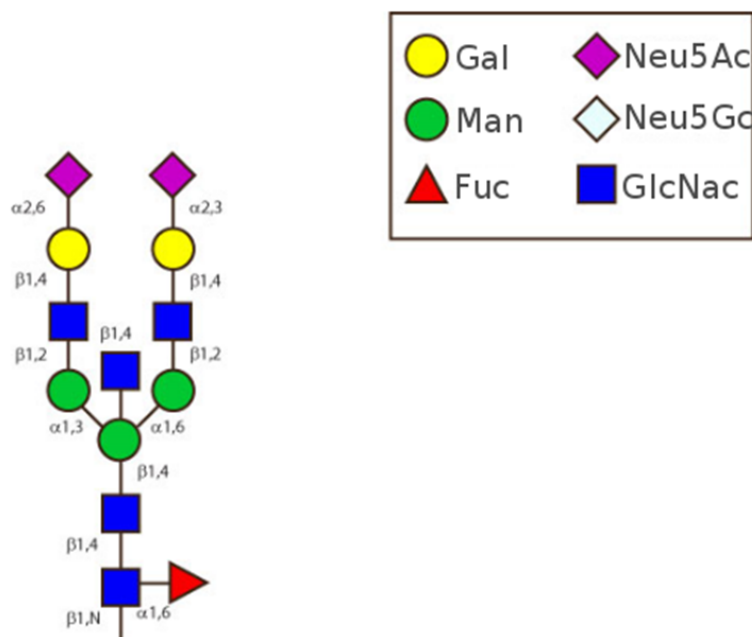 Gal Neu5Ac
Man Neu5Gc
Fuc GlcNac
α2,6 α2,3
β1,4 β1,4
β1,4
β1,2 β1,2
α1,3 α1,6
β1,4
β1,4
α1,6
β1,N